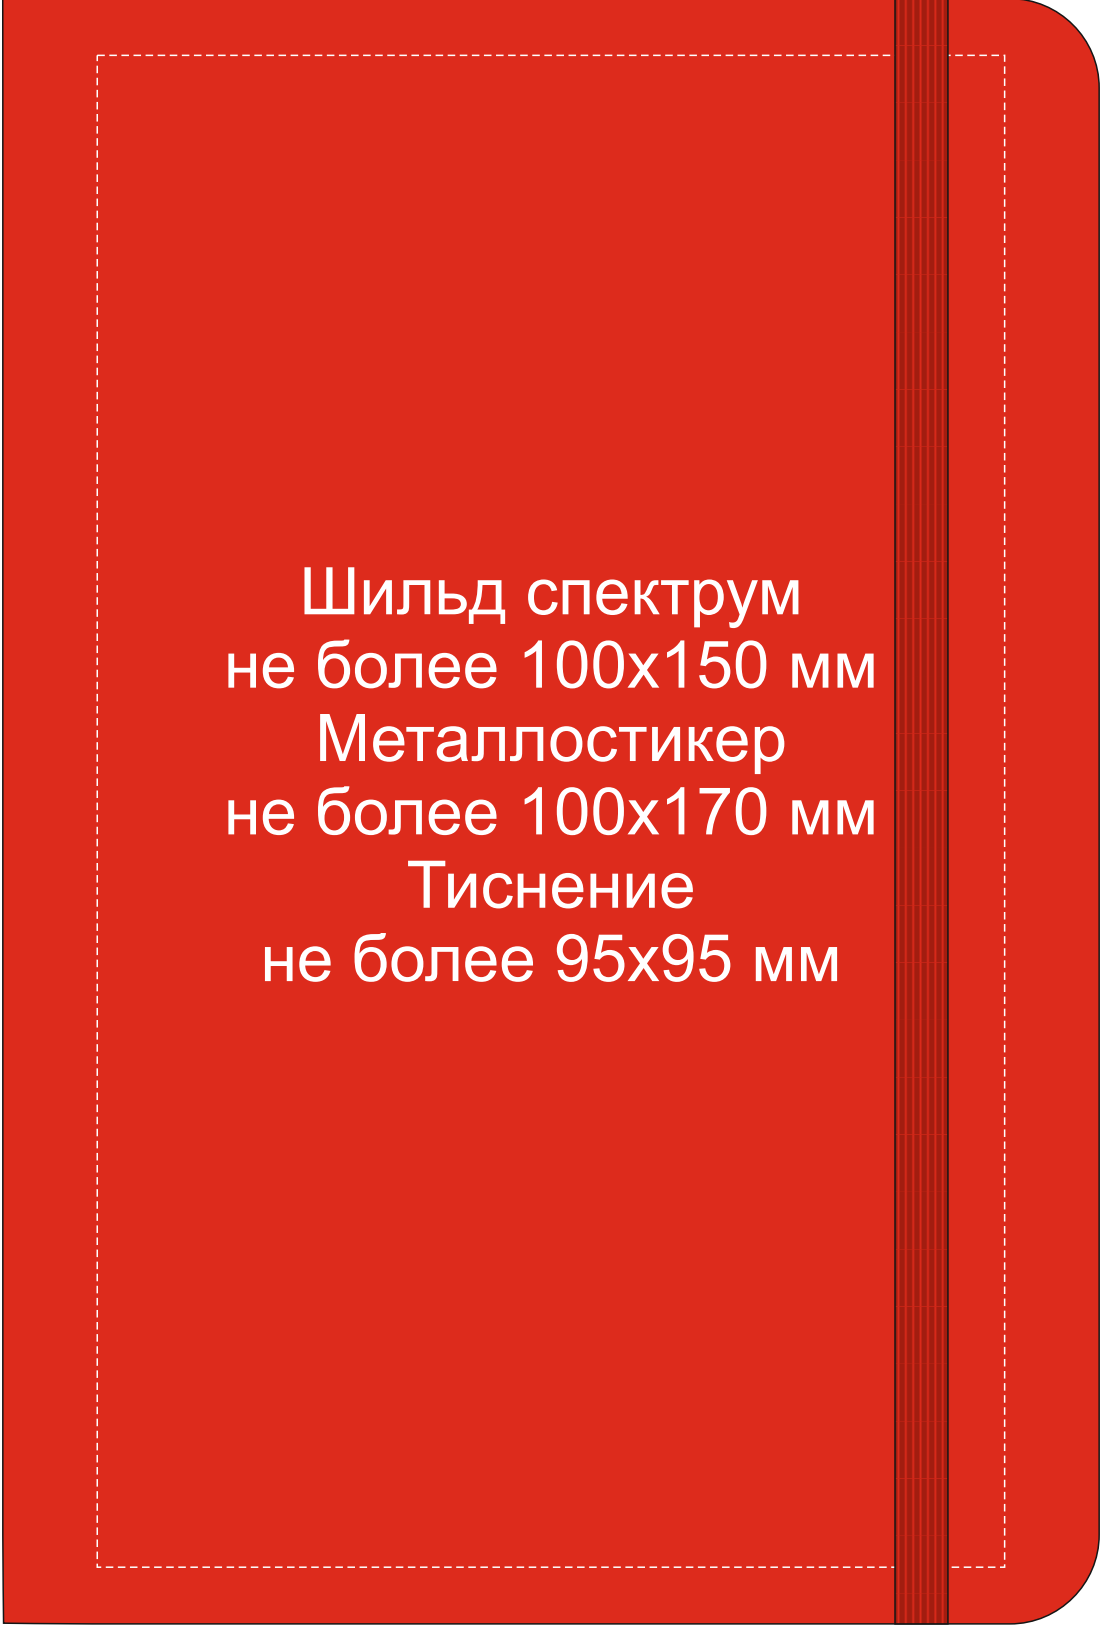 Шильд спектрум
не более 100х150 мм
Металлостикер
не более 100х170 мм
Тиснение
не более 95х95 мм